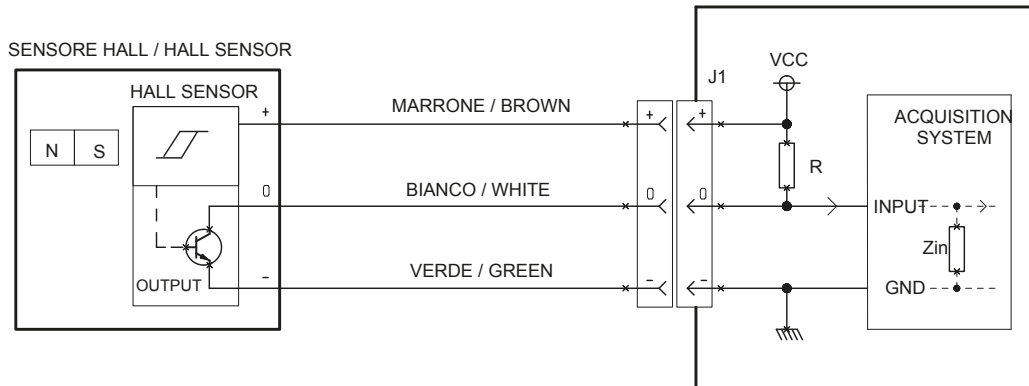 SENSORE HALL / HALL SENSOR
HALL SENSOR
N S
OUTPUT
+
0
-
MARRONE / BROWN
BIANCO / WHITE
VERDE / GREEN
+
0
-
J1
+
0
-
VCC
R
ACQUISITION
SYSTEM
INPUT
Zin
GND